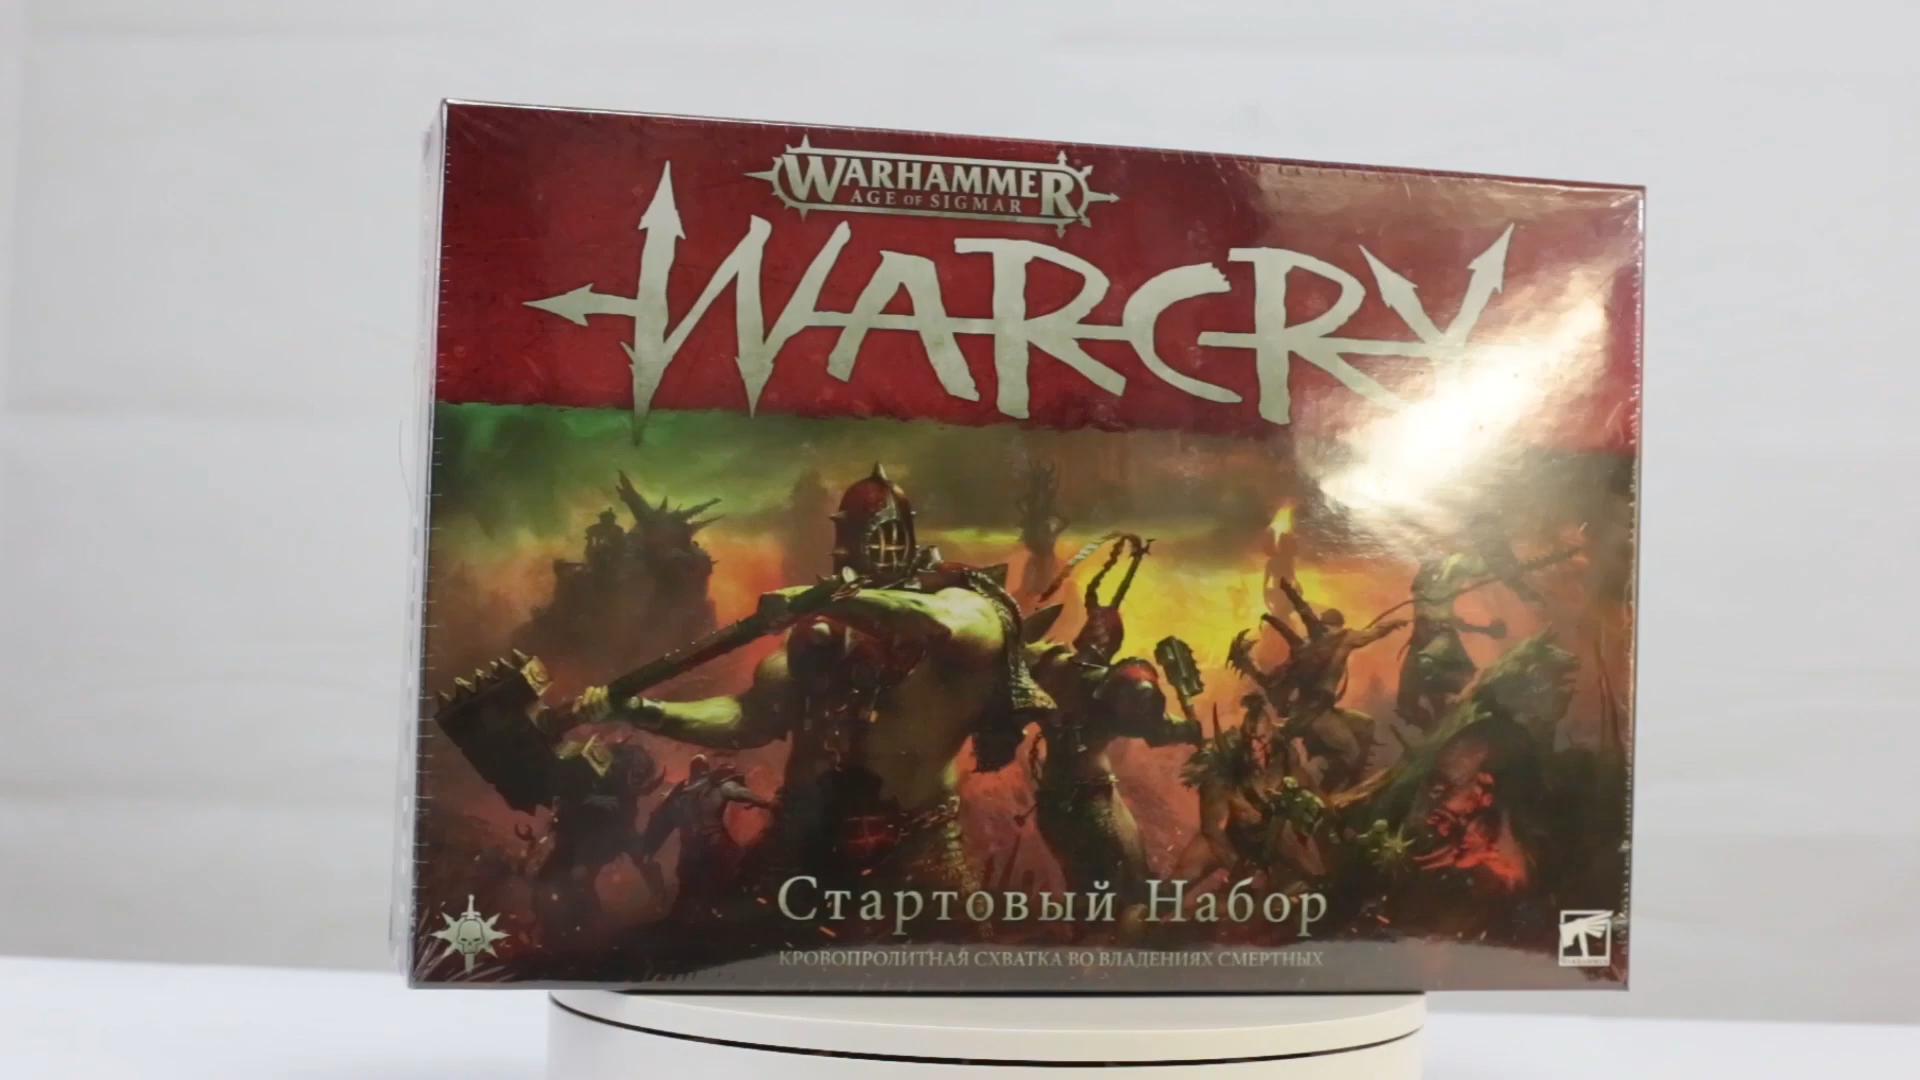 WARHAMMER
AGE OF SIGMAR
WARCRY
Стартовый Набор
КРОВОПРОЛИТНАЯ СХВАТКА ВО ВЛАДЕНИЯХ СМЕРТНЫХ